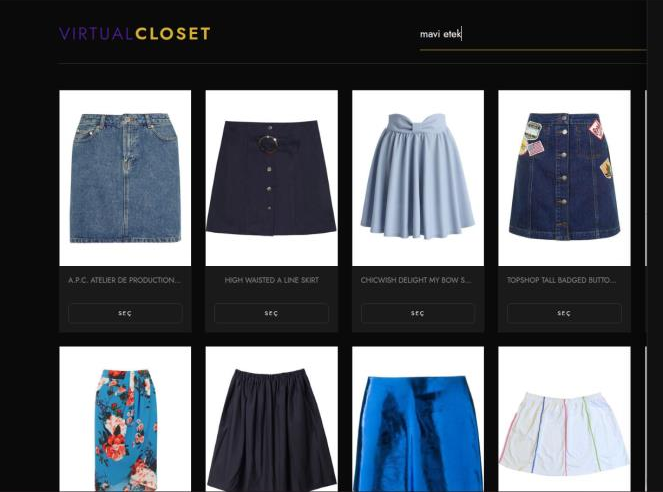 VIRTUALCLOSET
mavi etek
A.P.C. ATELIER DE PRODUCTION...
HIGH WAISTED A LINE SKIRT
CHICWISH DELIGHT MY BOW S...
TOPSHOP TALL BADGED BUTTO...
SEÇ
SEÇ
SEÇ
SEÇ